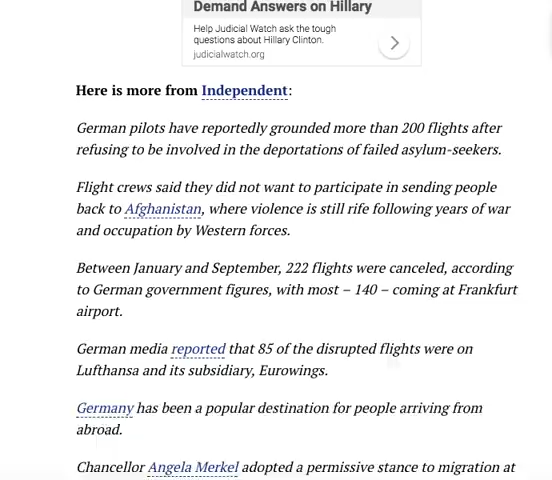 Demand Answers on Hillary
Help Judicial Watch ask the tough
questions about Hillary Clinton.
judicialwatch.org
Here is more from Independent:
German pilots have reportedly grounded more than 200 flights after
refusing to be involved in the deportations of failed asylum-seekers.
Flight crews said they did not want to participate in sending people
back to Afghanistan, where violence is still rife following years of war
and occupation by Western forces.
Between January and September, 222 flights were canceled, according
to German government figures, with most – 140 – coming at Frankfurt
airport.
German media reported that 85 of the disrupted flights were on
Lufthansa and its subsidiary, Eurowings.
Germany has been a popular destination for people arriving from
abroad.
Chancellor Angela Merkel adopted a permissive stance to migration at